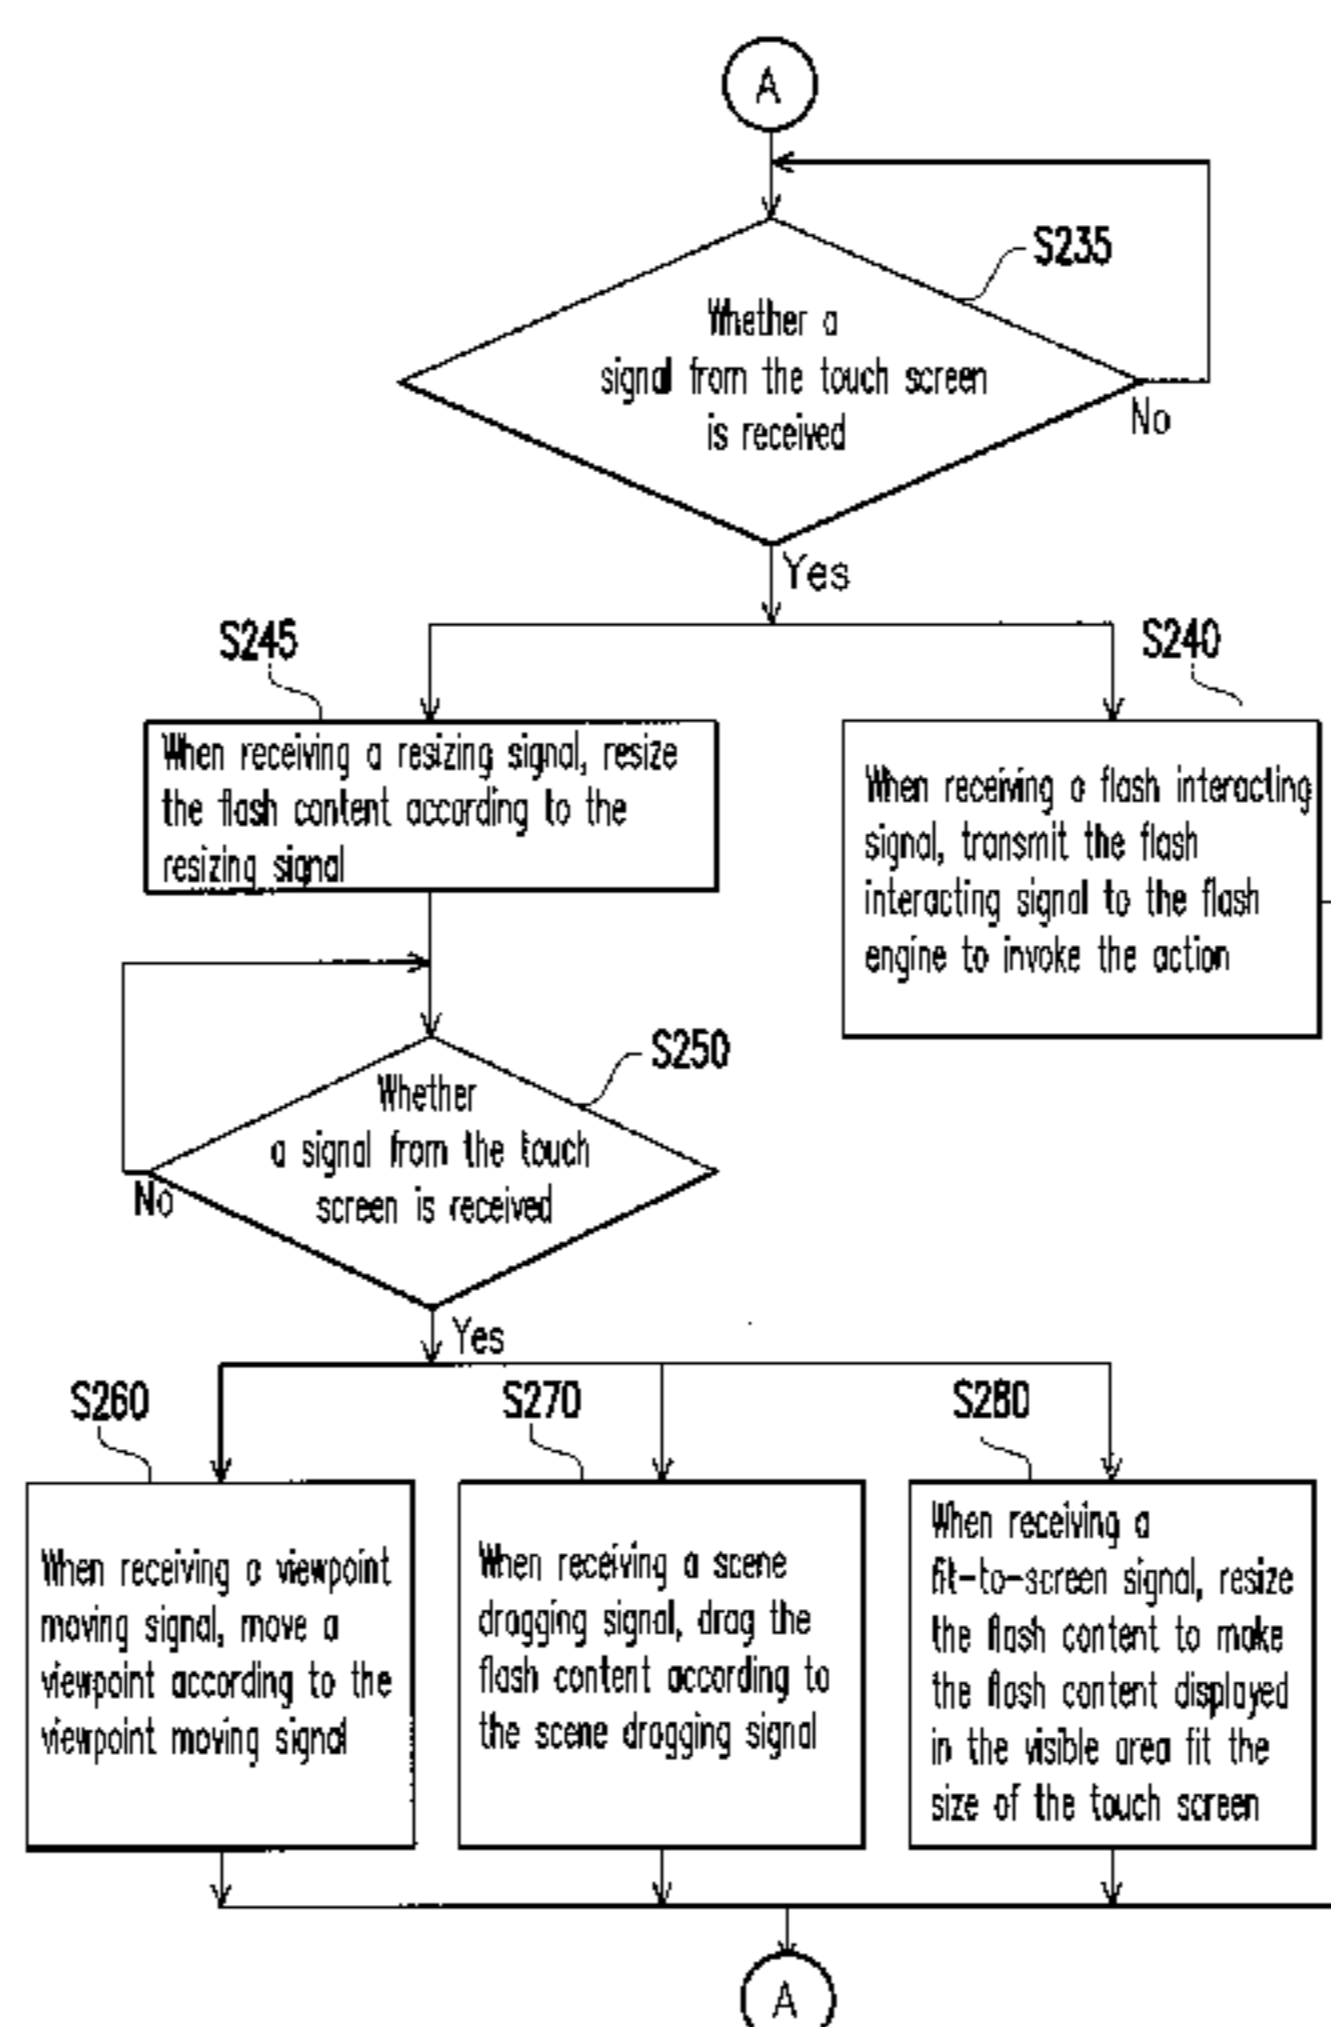 A
S235
Whether a
signal from the touch screen
is received
No
Yes
S245
S240
When receiving a resizing signal, resize
the flash content according to the
resizing signal
When receiving a flash interacting
signal, transmit the flash
interacting signal to the flash
engine to invoke the action
S250
Whether
a signal from the touch
screen is received
No
Yes
S260
S270
S280
When receiving a viewpoint
moving signal, move a
viewpoint according to the
viewpoint moving signal
When receiving a scene
dragging signal, drag the
flash content according to
the scene dragging signal
When receiving a
fit-to-screen signal, resize
the flash content to make
the flash content displayed
in the visible area fit the
size of the touch screen
A